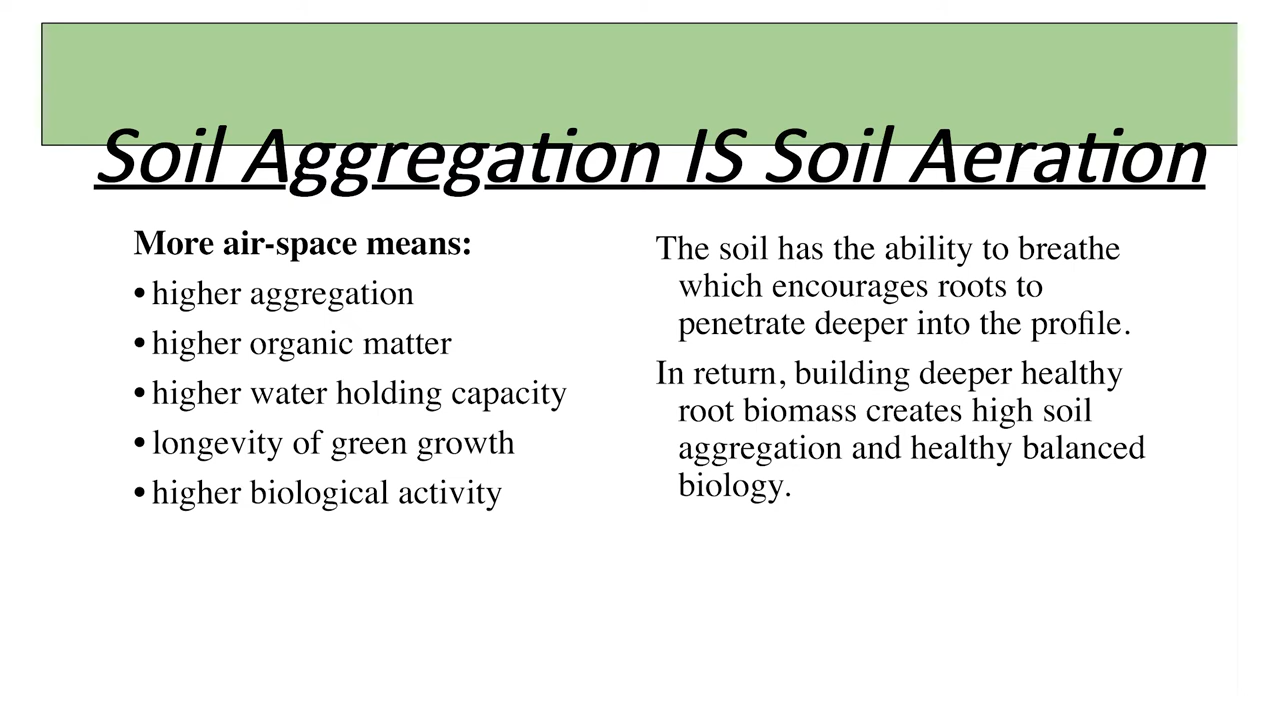 Soil Aggregation IS Soil Aeration
More air-space means:
• higher aggregation
• higher organic matter
• higher water holding capacity
• longevity of green growth
• higher biological activity
The soil has the ability to breathe
which encourages roots to
penetrate deeper into the profile.
In return, building deeper healthy
root biomass creates high soil
aggregation and healthy balanced
biology.